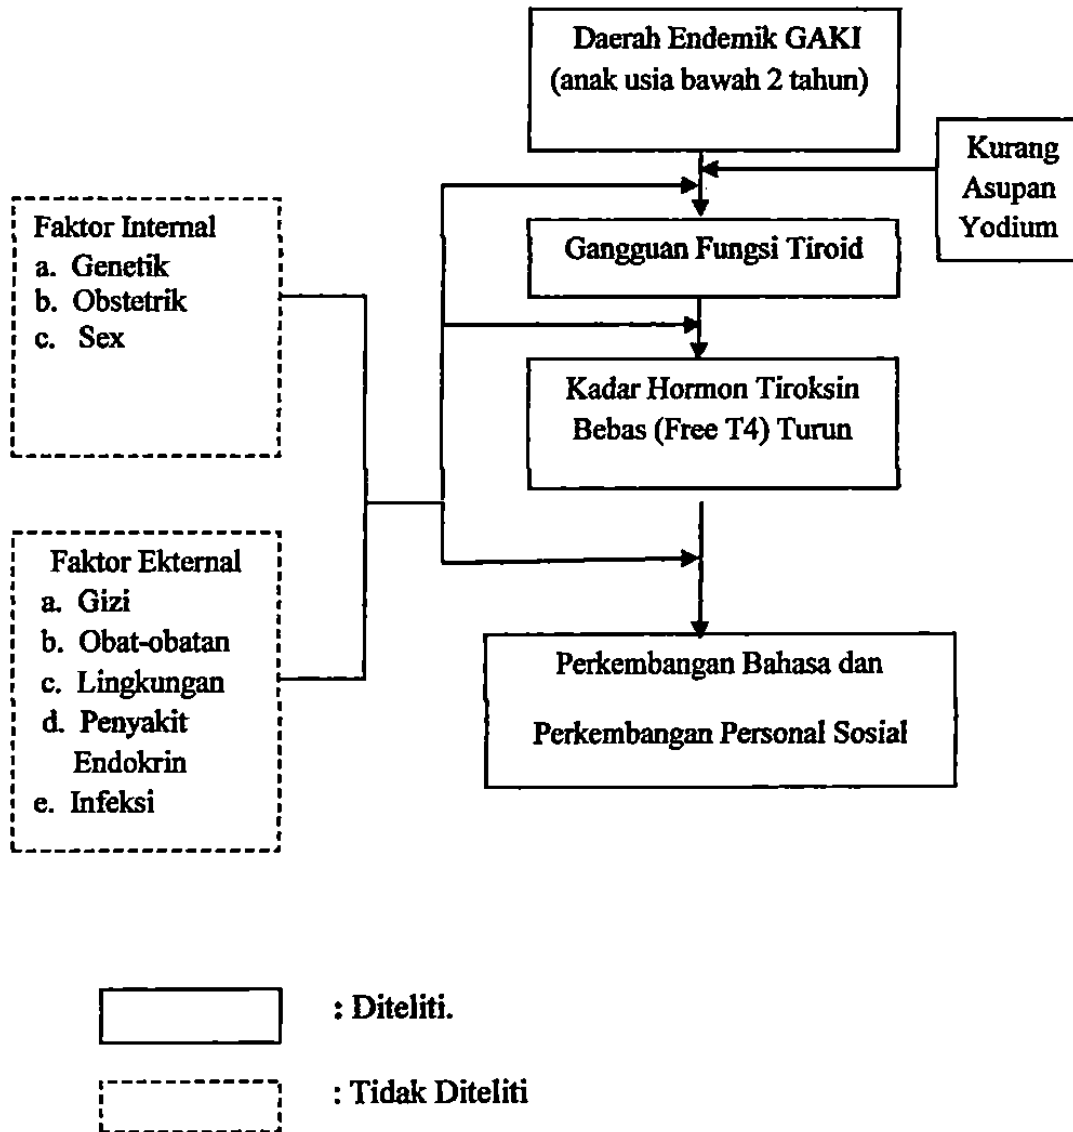 Daerah Endemik GAKI
(anak usia bawah 2 tahun)
Kurang
Asupan
Yodium
Gangguan Fungsi Tiroid
Kadar Hormon Tiroksin
Bebas (Free T4) Turun
Faktor Internal
a. Genetik
b. Obstetrik
c. Sex
Faktor Ekternal
a. Gizi
b. Obat-obatan
c. Lingkungan
d. Penyakit
Endokrin
e. Infeksi
Perkembangan Bahasa dan
Perkembangan Personal Sosial
: Diteliti.
: Tidak Diteliti